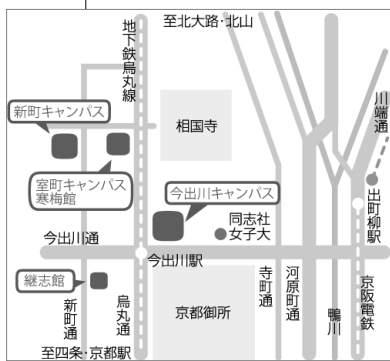 至北大路・北山
地下鉄烏丸線
川端通
新町キャンパス
相国寺
室町キャンパス
寒梅館
今出川キャンパス
同志社
女子大
出町柳駅
今出川通
今出川駅
継志館
新町通
烏丸通
京都御所
寺町通
河原町通
鴨川
京阪電鉄
至四条・京都駅